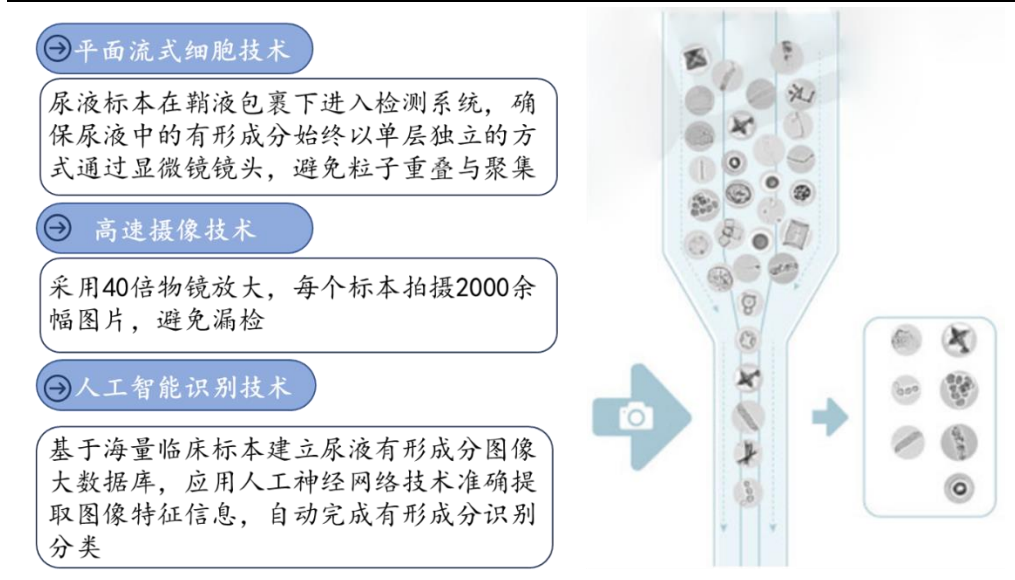 平面流式细胞技术
尿液标本在鞘液包裹下进入检测系统，确
保尿液中的有形成分始终以单层独立的方
式通过显微镜镜头，避免粒子重叠与聚集
高速摄像技术
采用40倍物镜放大，每个标本拍摄2000余
幅图片，避免漏检
人工智能识别技术
基于海量临床标本建立尿液有形成分图像
大数据库，应用人工神经网络技术准确提
取图像特征信息，自动完成有形成分识别
分类